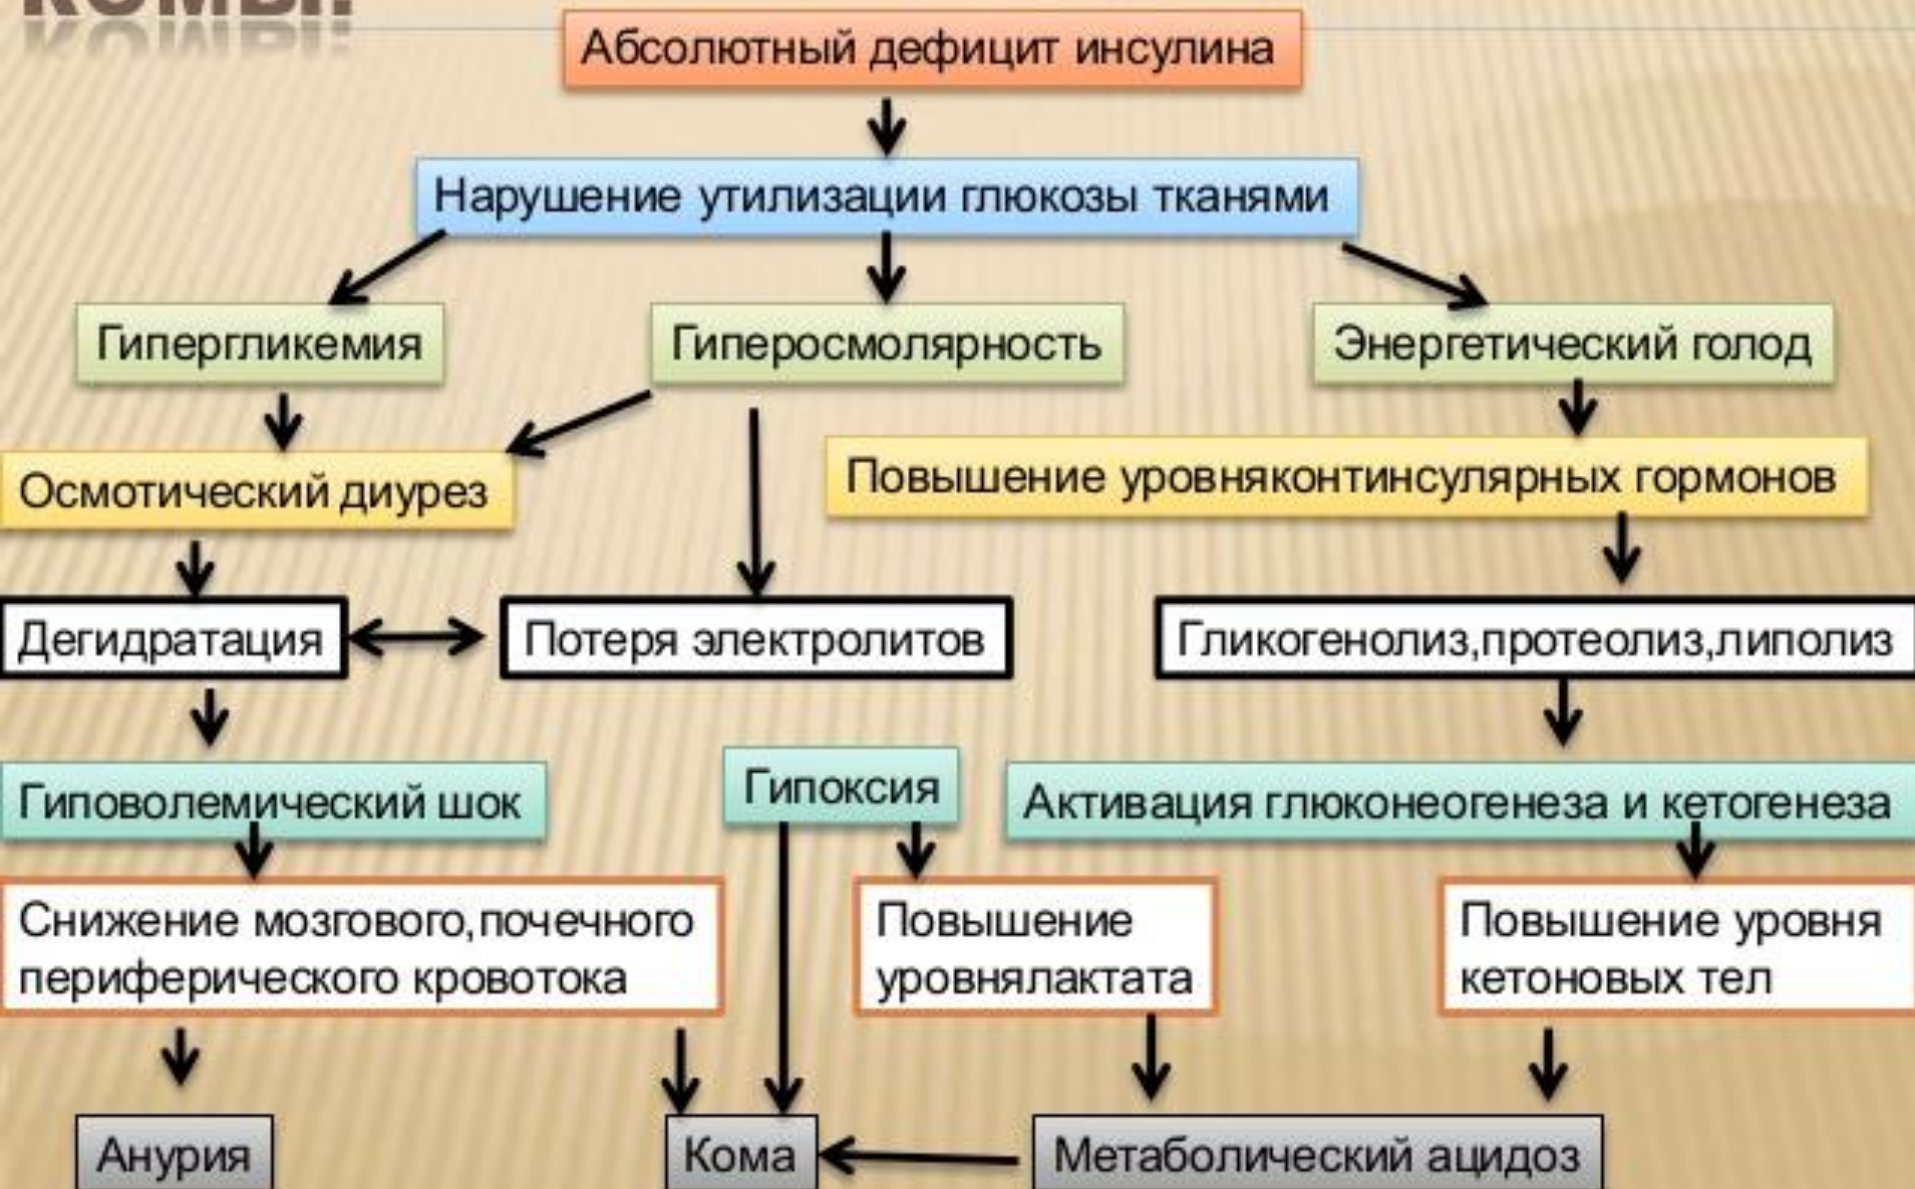 КОМЫ:
Абсолютный дефицит инсулина
Нарушение утилизации глюкозы тканями
Гипергликемия
Гиперосмолярность
Энергетический голод
Осмотический диурез
Повышение уровняконтинсулярных гормонов
Дегидратация
Потеря электролитов
Гликогенолиз,протеолиз,липолиз
Гиповолемический шок
Гипоксия
Активация глюконеогенеза и кетогенеза
Снижение мозгового,почечного
периферического кровотока
Повышение
уровнялактата
Повышение уровня
кетоновых тел
Анурия
Кома
Метаболический ацидоз